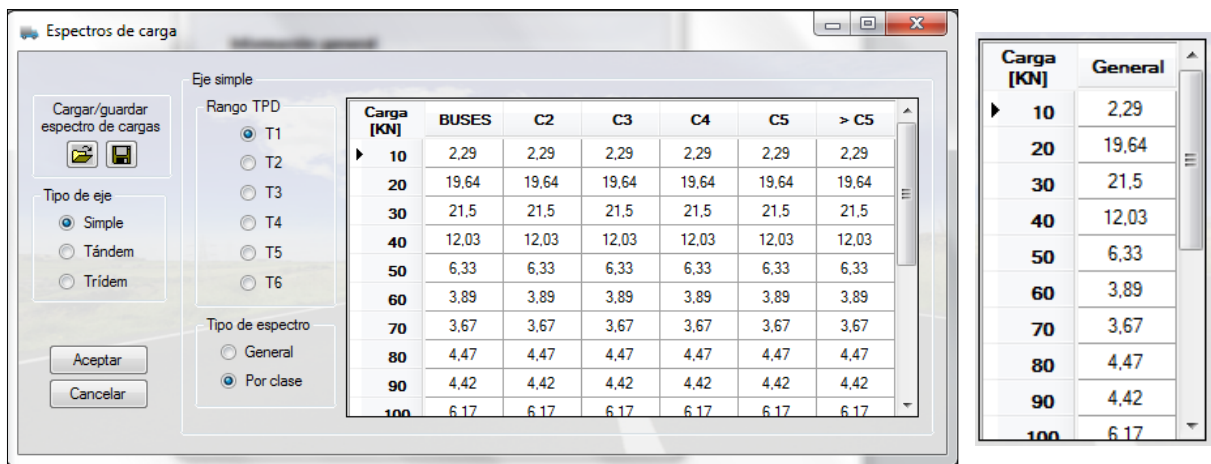 Espectros de carga
Información general
Eje simple
Cargar/guardar
espectro de cargas
Tipo de eje
Simple
Tándem
Trídem
Aceptar
Cancelar
Rango TPD
T1
T2
T3
T4
T5
T6
Tipo de espectro
General
Por clase
Carga
[KN] BUSES C2 C3 C4 C5 > C5
10 2,29 2,29 2,29 2,29 2,29 2,29
20 19,64 19,64 19,64 19,64 19,64 19,64
30 21,5 21,5 21,5 21,5 21,5 21,5
40 12,03 12,03 12,03 12,03 12,03 12,03
50 6,33 6,33 6,33 6,33 6,33 6,33
60 3,89 3,89 3,89 3,89 3,89 3,89
70 3,67 3,67 3,67 3,67 3,67 3,67
80 4,47 4,47 4,47 4,47 4,47 4,47
90 4,42 4,42 4,42 4,42 4,42 4,42
100 6,17 6,17 6,17 6,17 6,17 6,17
Carga
[KN] General
10 2,29
20 19,64
30 21,5
40 12,03
50 6,33
60 3,89
70 3,67
80 4,47
90 4,42
100 6,17